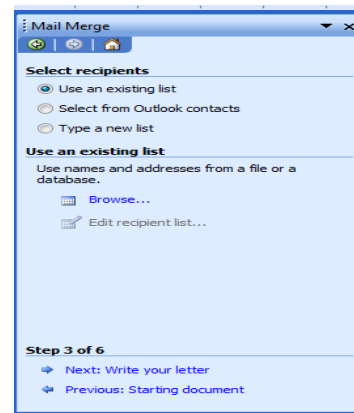 Mail Merge
Select recipients
Use an existing list
Select from Outlook contacts
Type a new list
Use an existing list
Use names and addresses from a file or a
database.
Browse...
Edit recipient list...
Step 3 of 6
Next: Write your letter
Previous: Starting document